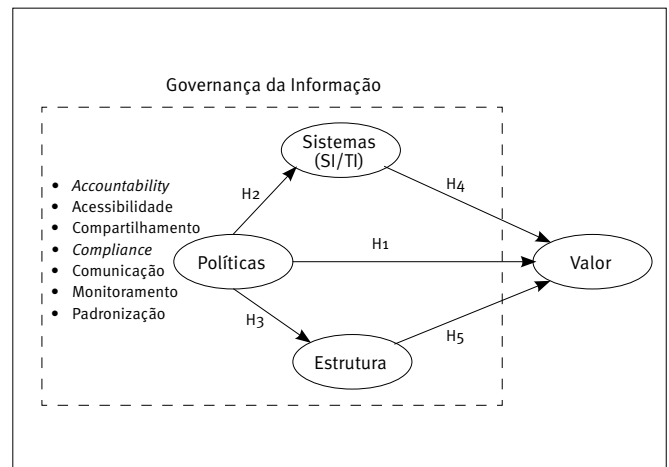 Governança da Informação
Sistemas
(SI/TI)
• Accountability
• Acessibilidade
• Compartilhamento
• Compliance
• Comunicação
• Monitoramento
• Padronização
H2
H4
Políticas
H1
Valor
H3
H5
Estrutura